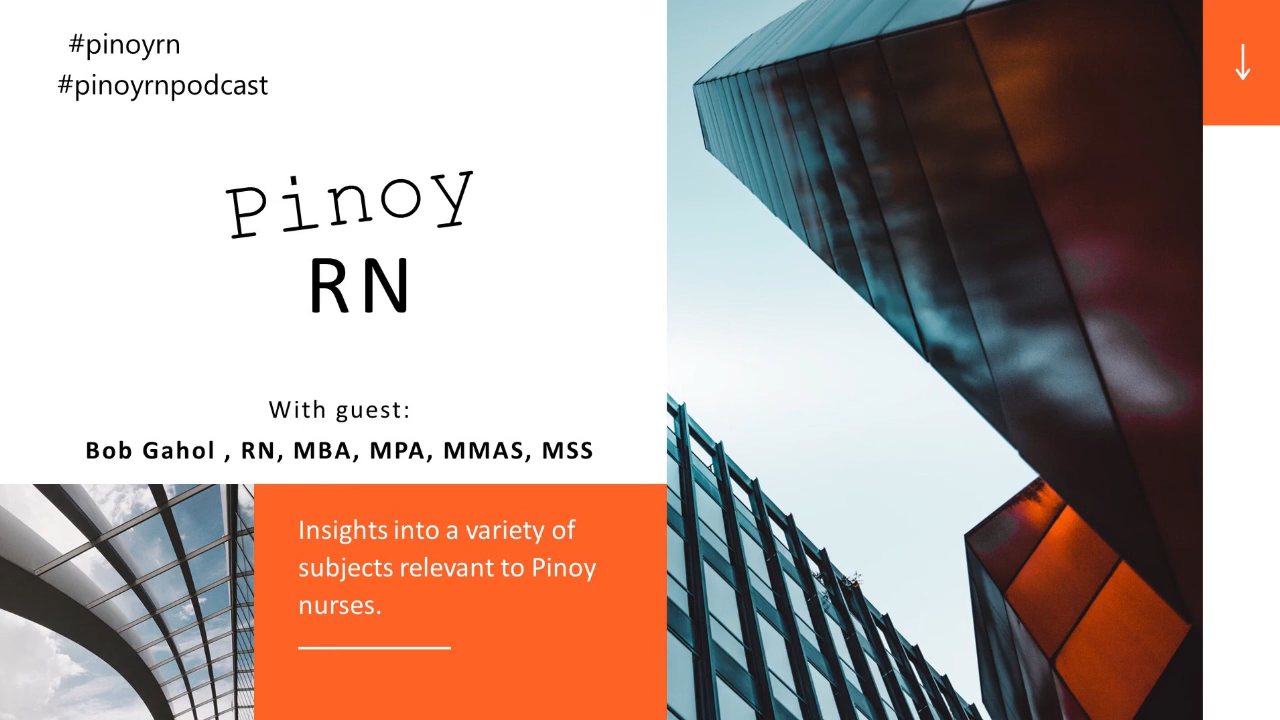 #pinoyrn
#pinoyrnpodcast
Pinoy
RN
With guest:
Bob Gahol , RN, MBA, MPA, MMAS, MSS
Insights into a variety of
subjects relevant to Pinoy
nurses.